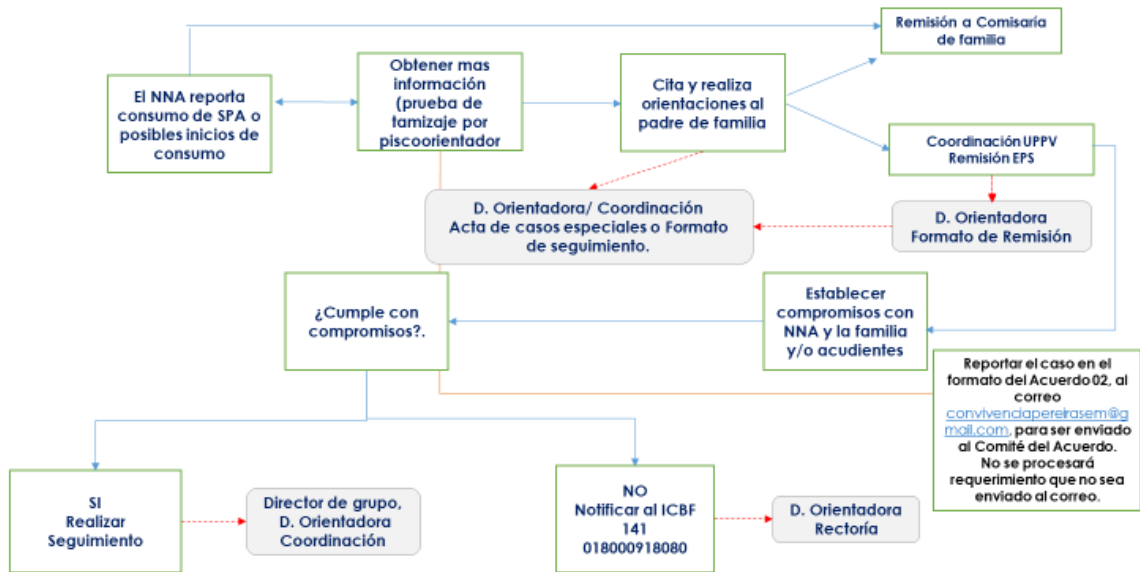 Remisión a Comisaría
de familia
El NNA reporta
consumo de SPA o
posibles inicios de
consumo
Obtener mas
información
(prueba de
tamizaje por
piscoorientador
Cita y realiza
orientaciones al
padre de familia
Coordinación UPPV
Remisión EPS
D. Orientadora/ Coordinación
Acta de casos especiales o Formato
de seguimiento.
D. Orientadora
Formato de Remisión
¿Cumple con
compromisos?.
Establecer
compromisos con
NNA y la familia
y/o acudientes
Reportar el caso en el
formato del Acuerdo 02, al
correo
convivenciapereirasem@g
mail.com, para ser enviado
al Comité del Acuerdo.
No se procesará
requerimiento que no sea
enviado al correo.
SI
Realizar
Seguimiento
Director de grupo,
D. Orientadora
Coordinación
NO
Notificar al ICBF
141
018000918080
D. Orientadora
Rectoría